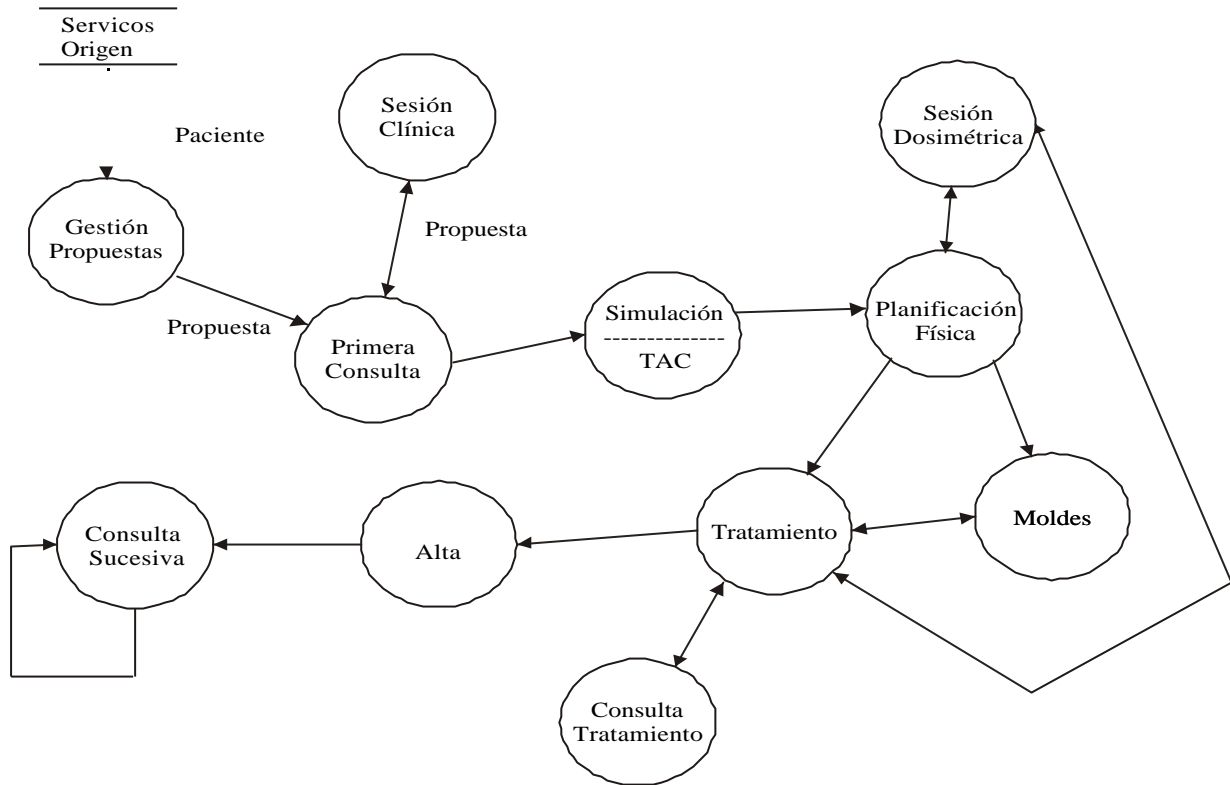 Servicos
Origen
Paciente
Sesión
Clínica
Sesión
Dosimétrica
Gestión
Propuestas
Propuesta
Propuesta
Primera
Consulta
Simulación
--------------
TAC
Planificación
Física
Consulta
Sucesiva
Alta
Tratamiento
Moldes
Consulta
Tratamiento